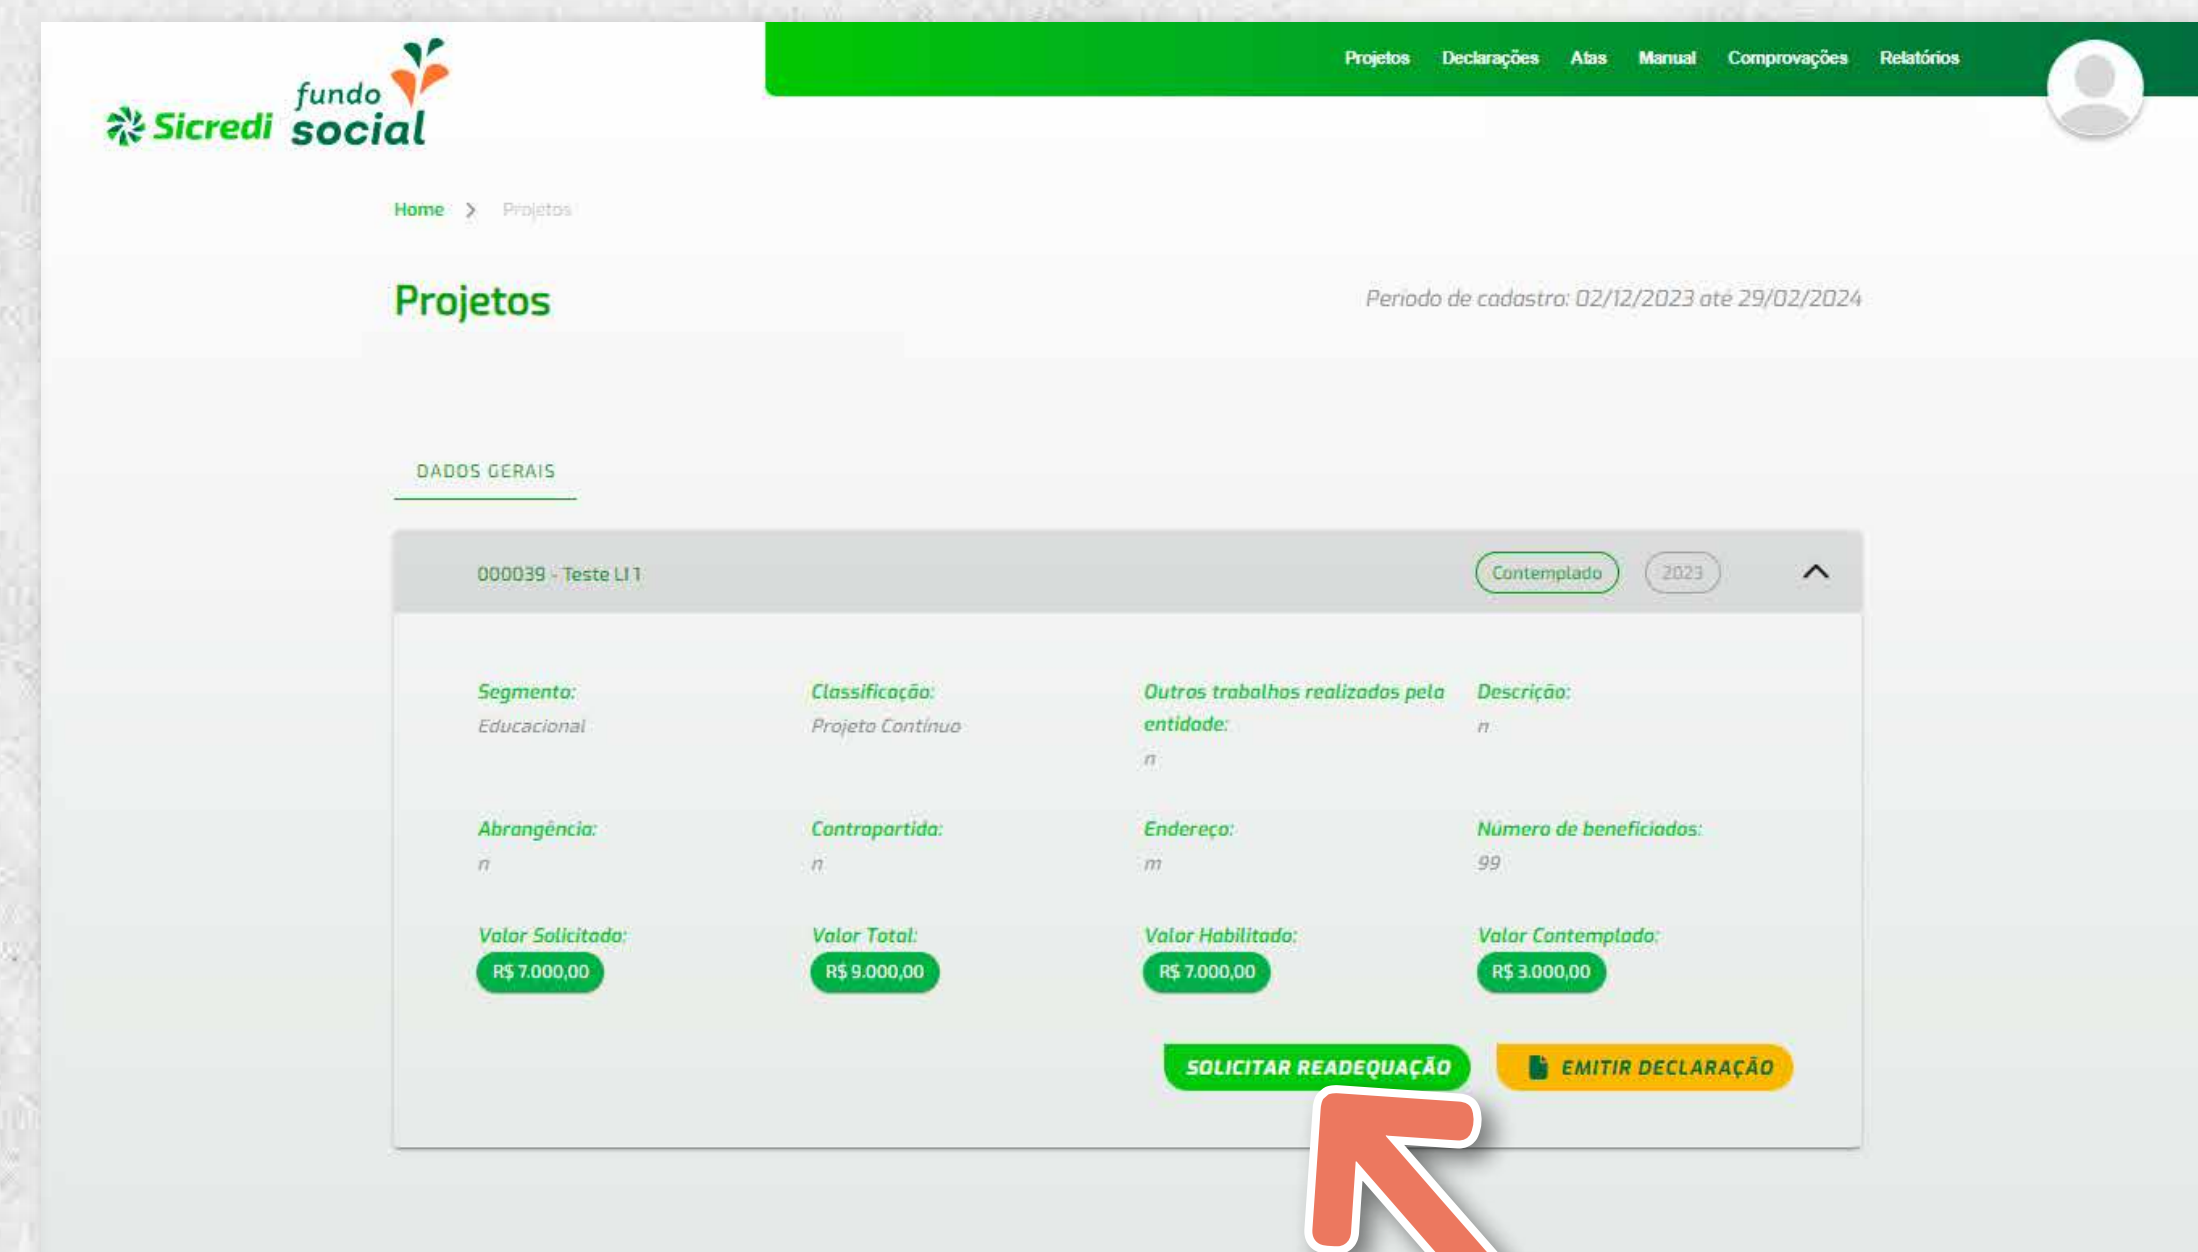 Sicredi
fundo
social
Projetos Declarações Atas Manual Comprovações Relatórios
Home > Projetos
Projetos
Período de cadastro: 02/12/2023 até 29/02/2024
DADOS GERAIS
000039 - Teste LI 1
Contemplado
2023
Segmento:
Educacional
Classificação:
Projeto Contínuo
Outros trabalhos realizados pela
entidade:
n
Descrição:
n
Abrangência:
n
Contrapartida:
n
Endereço:
m
Número de beneficiados:
99
Valor Solicitado:
R$ 7.000,00
Valor Total:
R$ 9.000,00
Valor Habilitado:
R$ 7.000,00
Valor Contemplado:
R$ 3.000,00
SOLICITAR READEQUAÇÃO
EMITIR DECLARAÇÃO